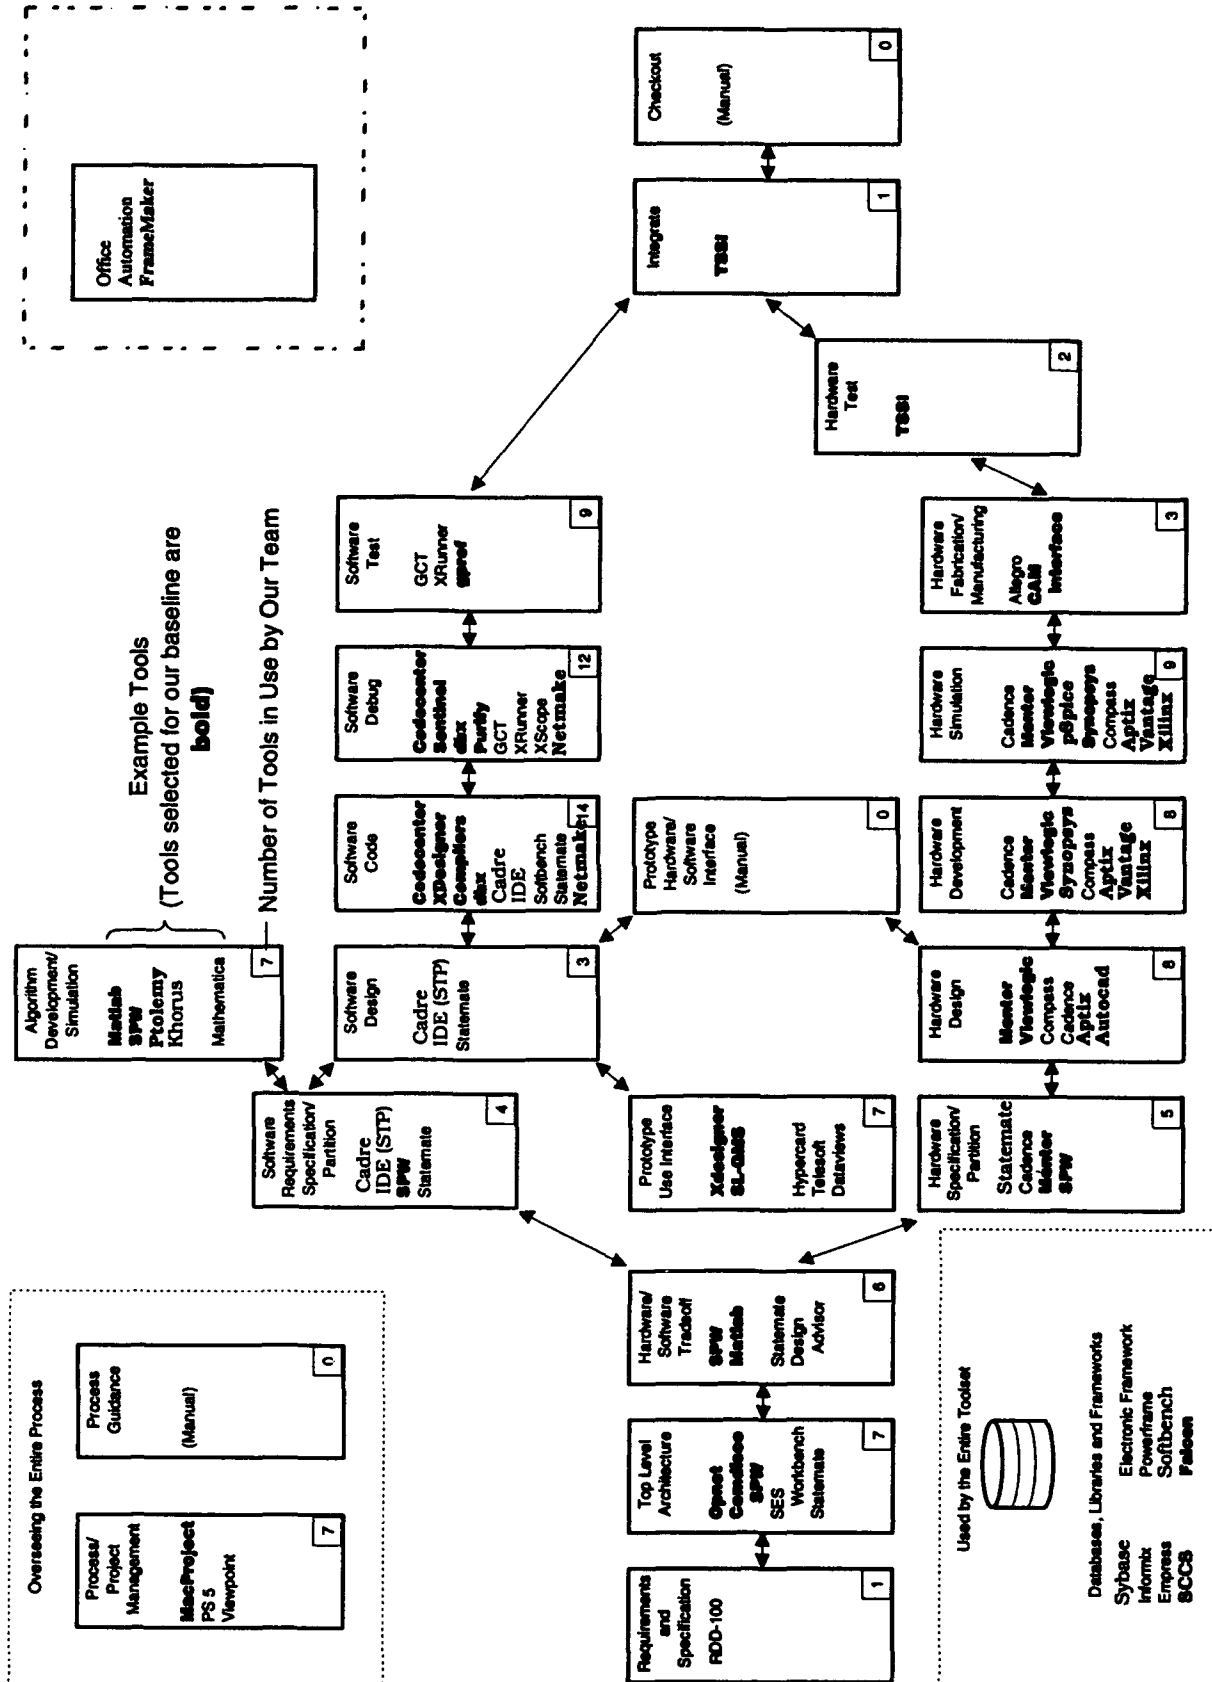 Overseeing the Entire Process
Process/
Project
Management
MacProject
PS 5
Viewpoint
7
Process
Guidance
(Manual)
0
Algorithm
Development/
Simulation
Matlab
SPW
Ptolemy
Khorus
Mathematica
7
Example Tools
(Tools selected for our baseline are
bold)
Number of Tools in Use by Our Team
Office
Automation
FrameMaker
Requirements
and
Specification
RDD-100
1
Top Level
Architecture
Opnet
Comdisco
SPW
SES
Workbench
Statemate
7
Hardware/
Software
Tradeoff
SPW
Matlab
Statemate
Design
Advisor
6
Software
Requirements
Specification/
Partition
Cadre
IDE (STP)
SPW
Statemate
4
Software
Design
Cadre
IDE (STP)
Statemate
3
Software
Code
Codecenter
XDesigner
Compilers
dbx
Cadre
IDE
Softbench
Statemate
Netmake
14
Software
Debug
Codecenter
Sentinel
dbx
Purify
GCT
XRunner
XScope
Netmake
12
Software
Test
GCT
XRunner
gprof
9
Prototype
Use Interface
Xdesigner
SL-GMS
Hypercard
Telesoft
Dataviews
7
Prototype
Hardware/
Software
Interface
(Manual)
0
Integrate
TSSI
1
Checkout
(Manual)
0
Hardware
Specification/
Partition
Statemate
Cadence
Mentor
SPW
5
Hardware
Design
Mentor
Viewlogic
Compass
Cadence
Aptix
Autocad
8
Hardware
Development
Cadence
Mentor
Viewlogic
Synopsys
Compass
Aptix
Vantage
Xilinx
8
Hardware
Simulation
Cadence
Mentor
Viewlogic
pSpice
Synopsys
Compass
Aptix
Vantage
Xilinx
9
Hardware
Fabrication/
Manufacturing
Allegro
CAM
Interface
3
Hardware
Test
TSSI
2
Used by the Entire Toolset
Databases, Libraries and Frameworks
Sybase
Informix
Empress
SCCS
Electronic Framework
Powerframe
Softbench
Falcon